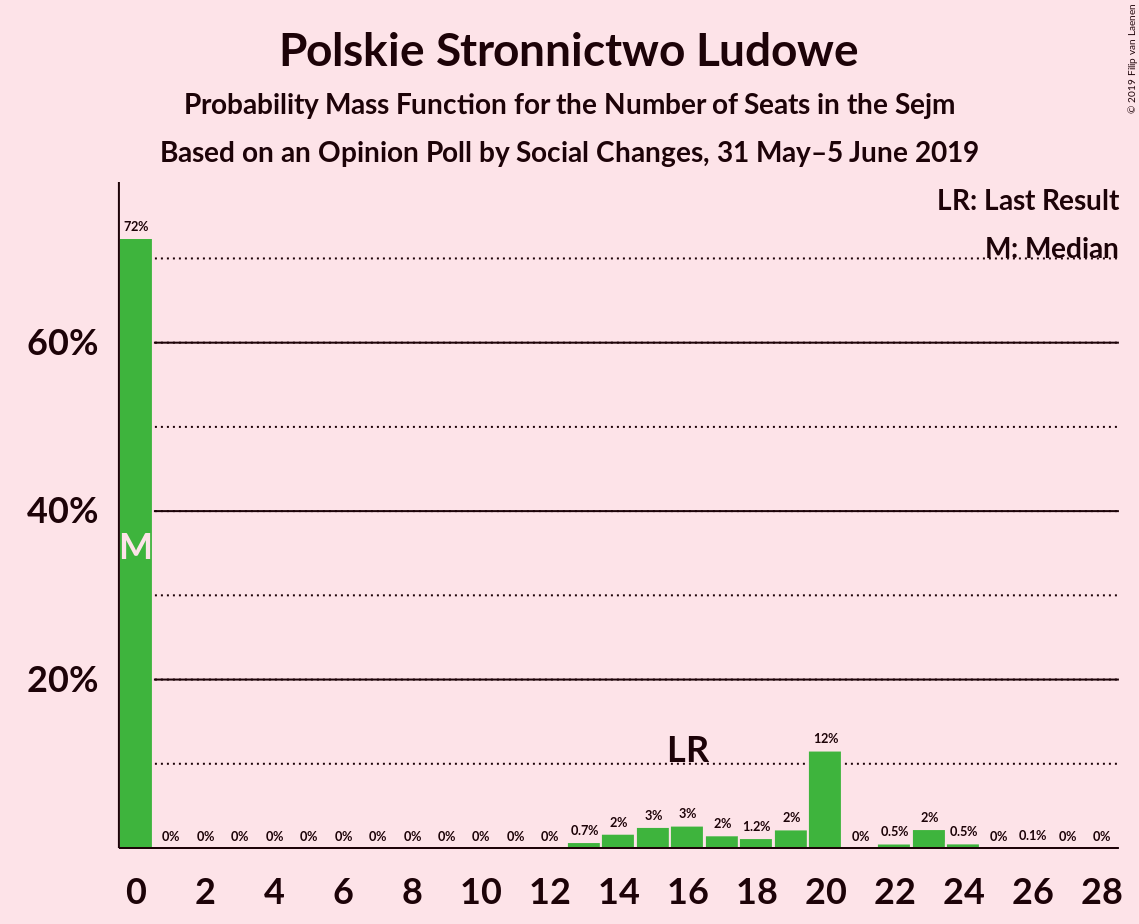 Polskie Stronnictwo Ludowe
Probability Mass Function for the Number of Seats in the Sejm
Based on an Opinion Poll by Social Changes, 31 May–5 June 2019
© 2019 Filip van Laenen
LR: Last Result
M: Median
60%
40%
20%
72%
M
0% 0% 0% 0% 0% 0% 0% 0% 0% 0% 0% 0% 0.7% 2% 3% 3% 2% 1.2% 2% 12% 0% 0.5% 2% 0.5% 0% 0.1% 0% 0%
LR
0 2 4 6 8 10 12 14 16 18 20 22 24 26 28